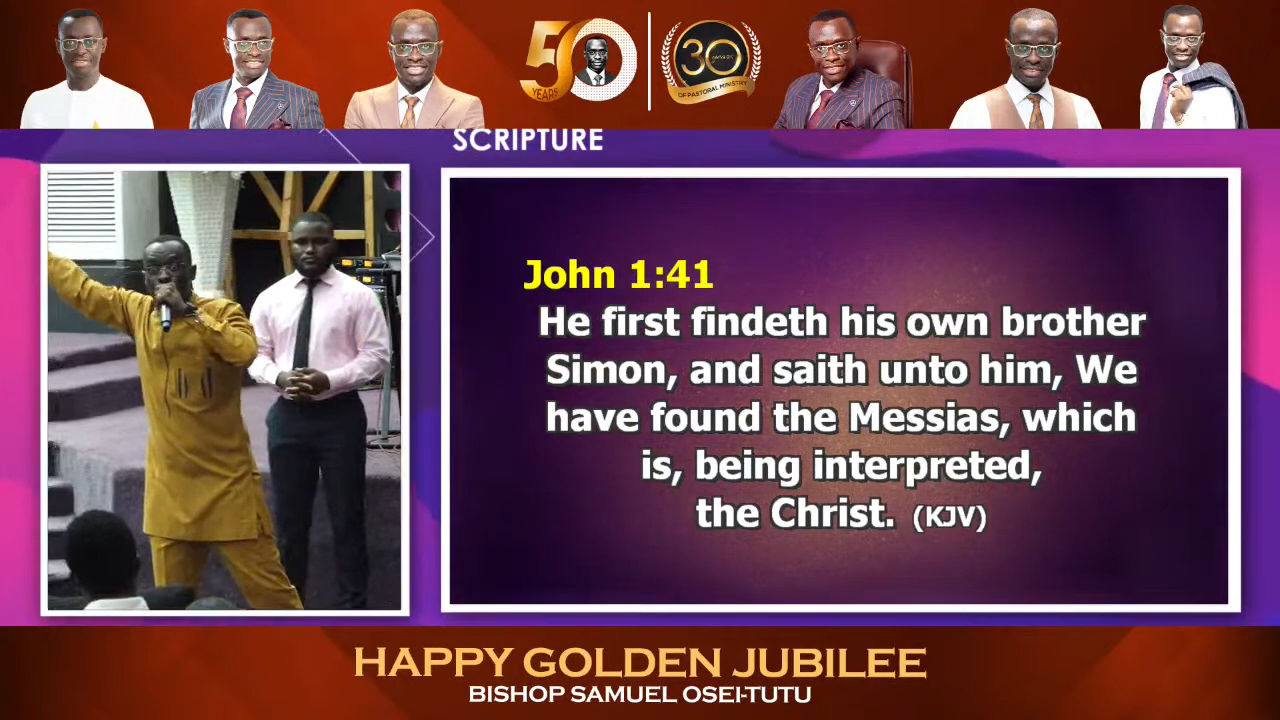 50
YEARS
30
YEARS
OF PASTORAL MINISTRY
SCRIPTURE
John 1:41
He first findeth his own brother
Simon, and saith unto him, We
have found the Messias, which
is, being interpreted,
the Christ. (KJV)
HAPPY GOLDEN JUBILEE
BISHOP SAMUEL OSEI-TUTU